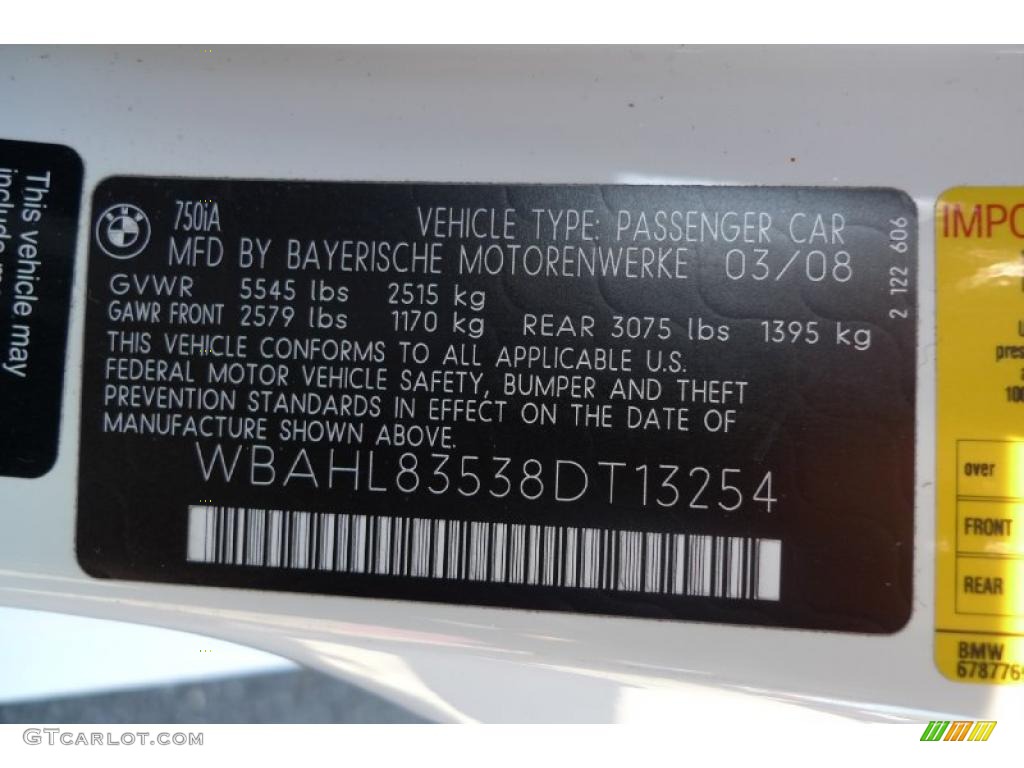 This vehicle may
750iA
VEHICLE TYPE: PASSENGER CAR
MFD BY BAYERISCHE MOTORENWERKE 03/08
GVWR 5545 lbs 2515 kg
GAWR FRONT 2579 lbs 1170 kg REAR 3075 lbs 1395 kg
THIS VEHICLE CONFORMS TO ALL APPLICABLE U.S.
FEDERAL MOTOR VEHICLE SAFETY, BUMPER AND THEFT
PREVENTION STANDARDS IN EFFECT ON THE DATE OF
MANUFACTURE SHOWN ABOVE.
WBAHL83538DT13254
2 122 606
IMPO
pres
100
over
FRONT
REAR
BMW
678776
GTCARLOT.COM